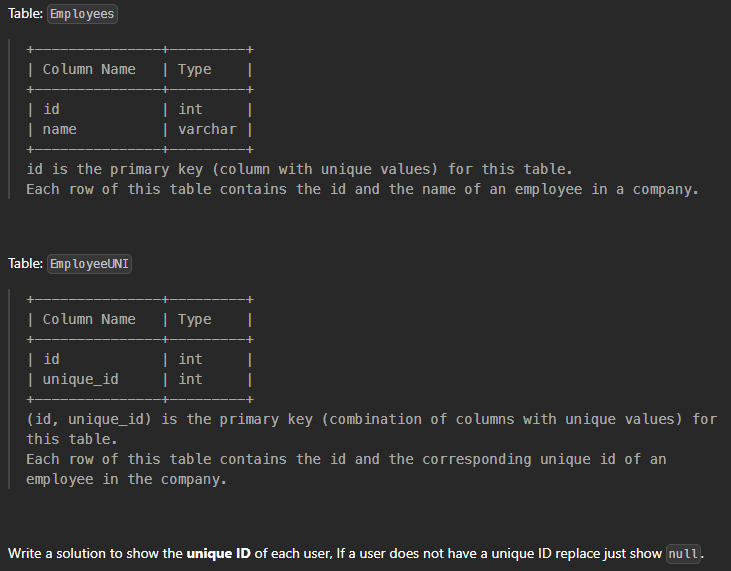 Table: Employees
+---------------+---------+
| Column Name   | Type    |
+---------------+---------+
| id            | int     |
| name          | varchar |
+---------------+---------+
id is the primary key (column with unique values) for this table.
Each row of this table contains the id and the name of an employee in a company.
Table: EmployeeUNI
+---------------+---------+
| Column Name   | Type    |
+---------------+---------+
| id            | int     |
| unique_id     | int     |
+---------------+---------+
(id, unique_id) is the primary key (combination of columns with unique values) for
this table.
Each row of this table contains the id and the corresponding unique id of an
employee in the company.
Write a solution to show the unique ID of each user, If a user does not have a unique ID replace just show null.